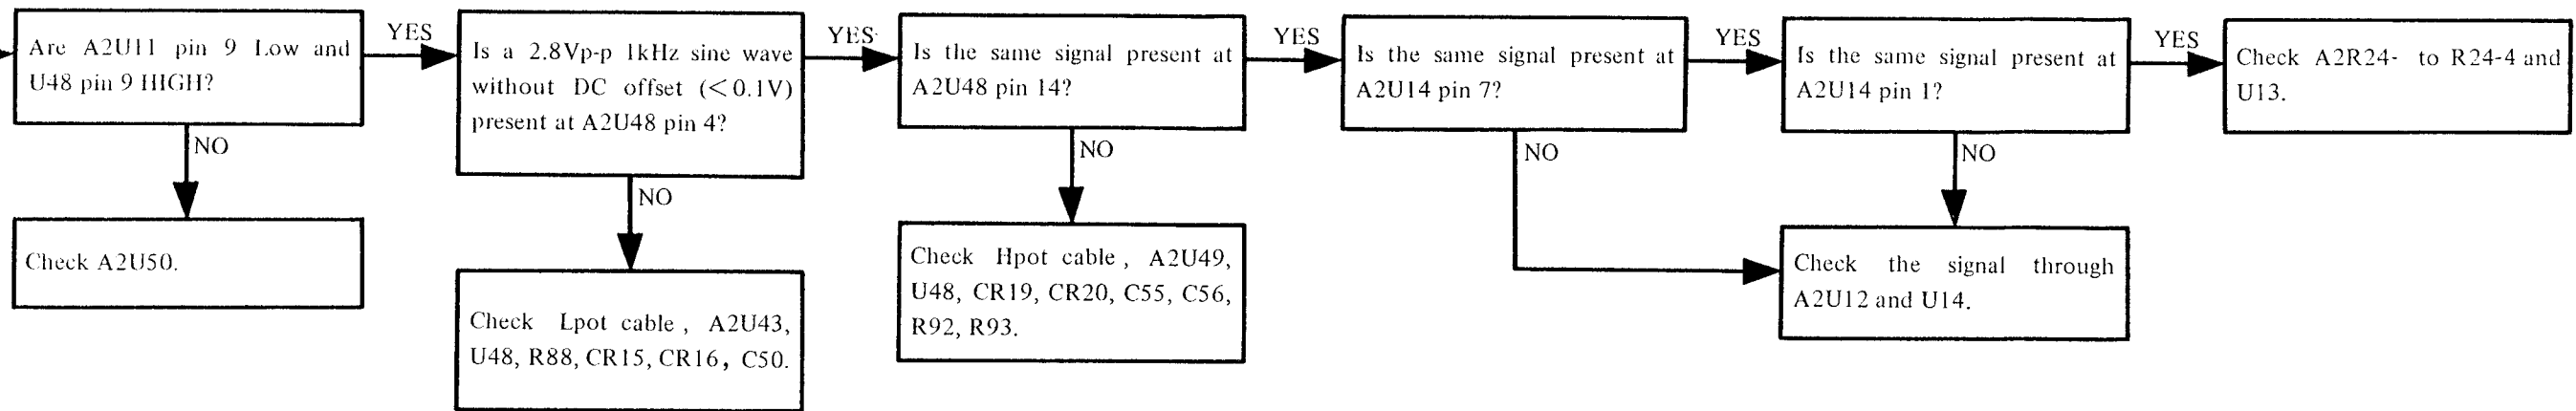 Are A2U11 pin 9 Low and
U48 pin 9 HIGH?
YES
Is a 2.8Vp-p 1kHz sine wave
without DC offset (<0.1V)
present at A2U48 pin 4?
YES
Is the same signal present at
A2U48 pin 14?
YES
Is the same signal present at
A2U14 pin 7?
YES
Is the same signal present at
A2U14 pin 1?
YES
Check A2R24- to R24-4 and
U13.
NO
NO
NO
NO
NO
Check A2U50.
Check Lpot cable , A2U43,
U48, R88, CR15, CR16, C50.
Check Hpot cable , A2U49,
U48, CR19, CR20, C55, C56,
R92, R93.
Check the signal through
A2U12 and U14.